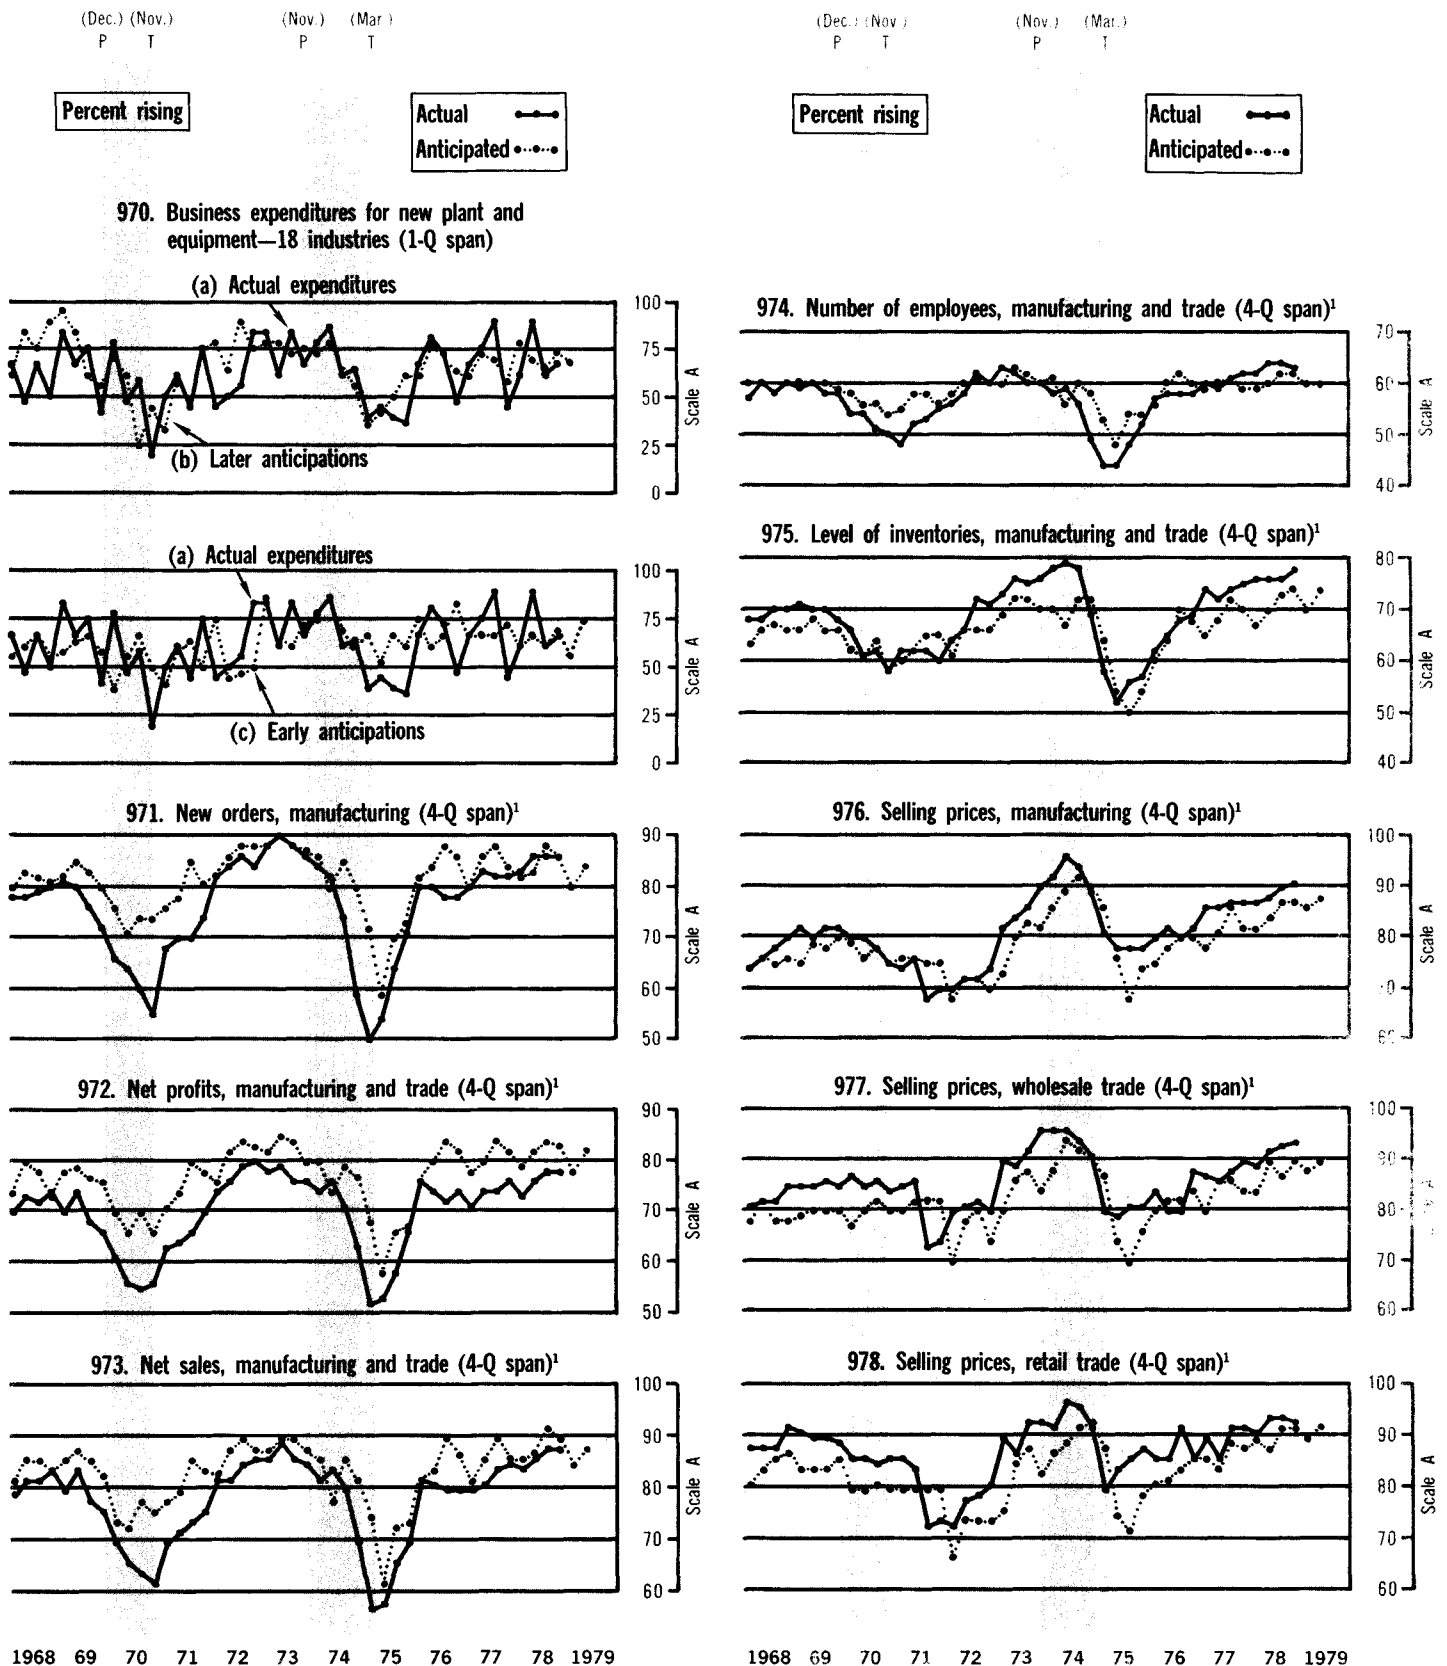 (Dec.) (Nov.) (Nov.) (Mar.)
P T P T
Percent rising
Actual
Anticipated
970. Business expenditures for new plant and
equipment—18 industries (1-Q span)
(a) Actual expenditures
100
75
50
25
0
Scale A
(b) Later anticipations
(a) Actual expenditures
100
75
50
25
0
Scale A
(c) Early anticipations
971. New orders, manufacturing (4-Q span)¹
90
80
70
60
50
Scale A
972. Net profits, manufacturing and trade (4-Q span)¹
90
80
70
60
50
Scale A
973. Net sales, manufacturing and trade (4-Q span)¹
100
90
80
70
60
Scale A
1968 69 70 71 72 73 74 75 76 77 78 1979
(Dec.) (Nov.) (Nov.) (Mar.)
P T P T
Percent rising
Actual
Anticipated
974. Number of employees, manufacturing and trade (4-Q span)¹
70
60
50
40
Scale A
975. Level of inventories, manufacturing and trade (4-Q span)¹
80
70
60
50
40
Scale A
976. Selling prices, manufacturing (4-Q span)¹
100
90
80
60
Scale A
977. Selling prices, wholesale trade (4-Q span)¹
100
90
80
70
60
978. Selling prices, retail trade (4-Q span)¹
100
90
80
70
60
Scale A
1968 69 70 71 72 73 74 75 76 77 78 1979